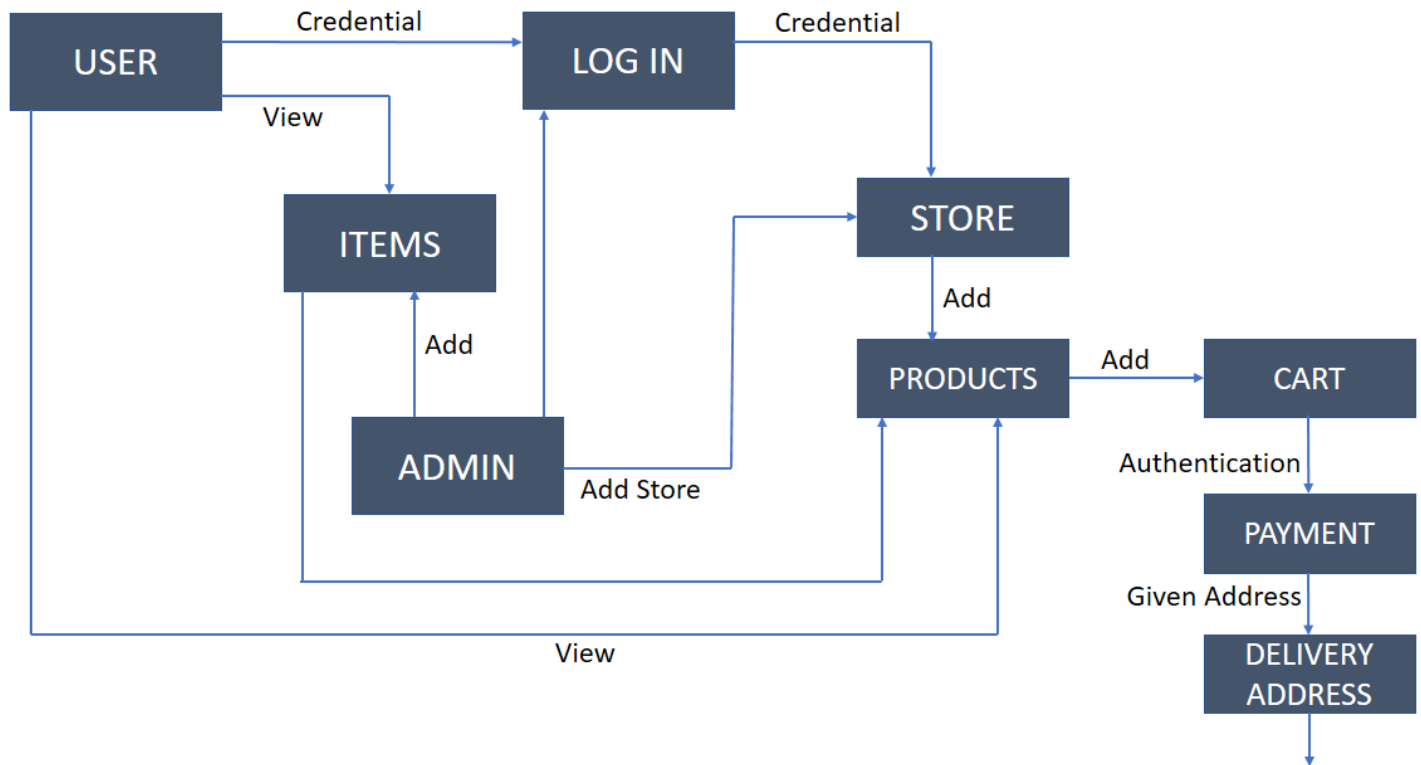 Credential
Credential
USER
LOG IN
View
STORE
ITEMS
Add
Add
Add
PRODUCTS
CART
ADMIN
Authentication
Add Store
PAYMENT
Given Address
View
DELIVERY
ADDRESS